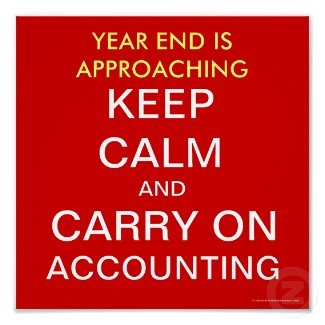 YEAR END IS
APPROACHING
KEEP
CALM
AND
CARRY ON
ACCOUNTING